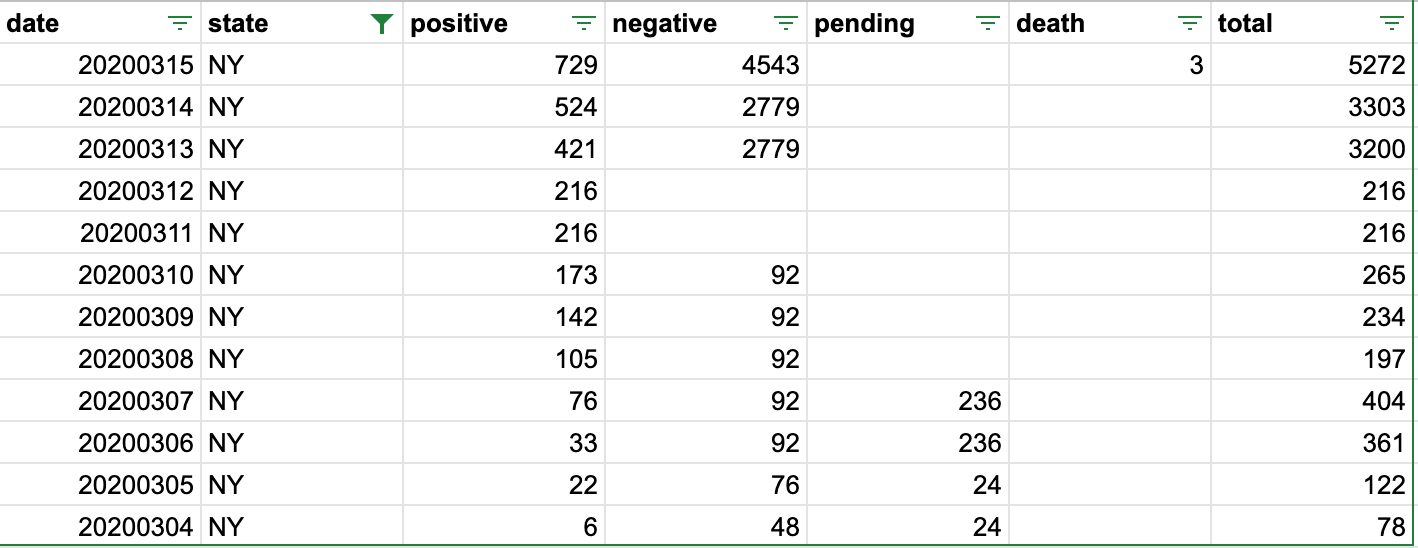 date state positive negative pending death total
20200315 NY 729 4543 3 5272
20200314 NY 524 2779 3303
20200313 NY 421 2779 3200
20200312 NY 216 216
20200311 NY 216 216
20200310 NY 173 92 265
20200309 NY 142 92 234
20200308 NY 105 92 197
20200307 NY 76 92 236 404
20200306 NY 33 92 236 361
20200305 NY 22 76 24 122
20200304 NY 6 48 24 78